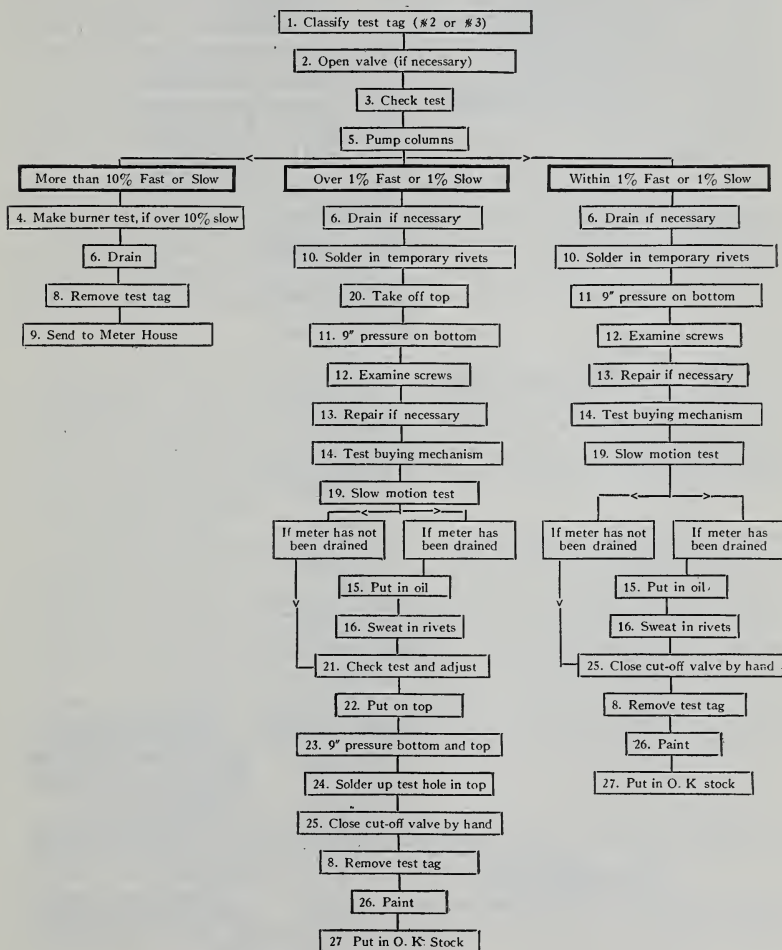 1. Classify test tag (#2 or #3)
2. Open valve (if necessary)
3. Check test
5. Pump columns
More than 10% Fast or Slow
4. Make burner test, if over 10% slow
6. Drain
8. Remove test tag
9. Send to Meter House
Over 1% Fast or 1% Slow
6. Drain if necessary
10. Solder in temporary rivets
20. Take off top
11. 9" pressure on bottom
12. Examine screws
13. Repair if necessary
14. Test buying mechanism
19. Slow motion test
If meter has not
been drained
If meter has
been drained
15. Put in oil
16. Sweat in rivets
21. Check test and adjust
22. Put on top
23. 9" pressure bottom and top
24. Solder up test hole in top
25. Close cut-off valve by hand
8. Remove test tag
26. Paint
27 Put in O. K. Stock
Within 1% Fast or 1% Slow
6. Drain if necessary
10. Solder in temporary rivets
11 9" pressure on bottom
12. Examine screws
13. Repair if necessary
14. Test buying mechanism
19. Slow motion test
If meter has not
been drained
If meter has
been drained
15. Put in oil.
16. Sweat in rivets
25. Close cut-off valve by hand
8. Remove test tag
26. Paint
27. Put in O. K stock